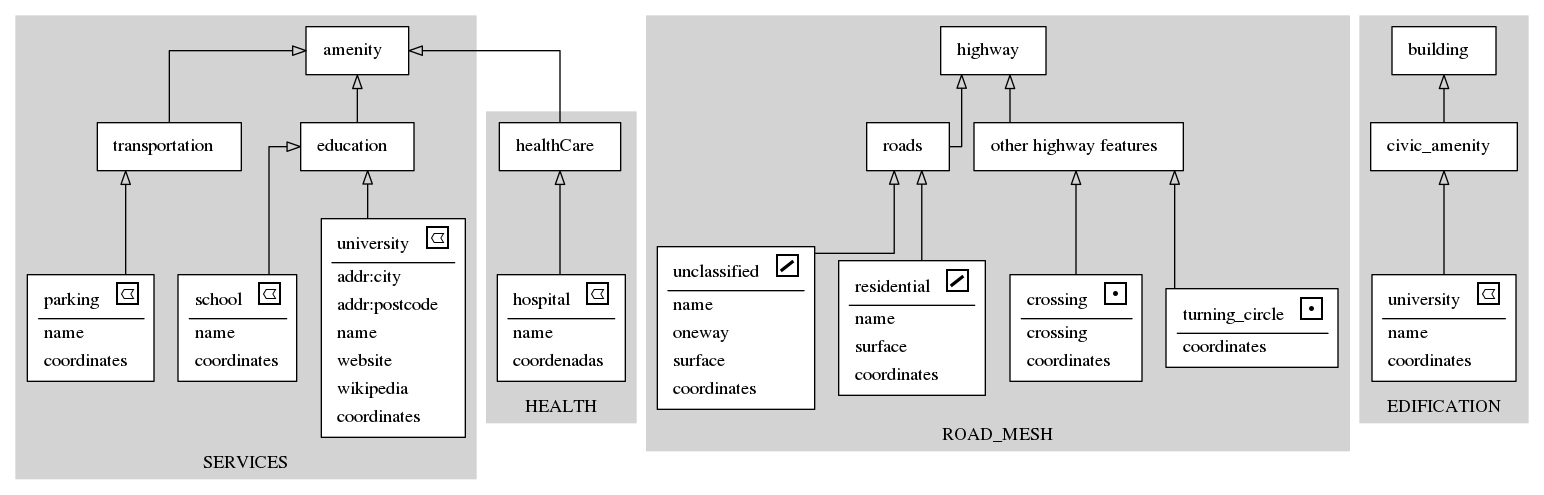 amenity
transportation
education
parking
name
coordinates
school
name
coordinates
university
addr:city
addr:postcode
name
website
wikipedia
coordinates
SERVICES
healthCare
hospital
name
coordenadas
HEALTH
highway
roads
other highway features
unclassified
name
oneway
surface
coordinates
residential
name
surface
coordinates
crossing
crossing
coordinates
turning_circle
coordinates
ROAD_MESH
building
civic_amenity
university
name
coordinates
EDIFICATION